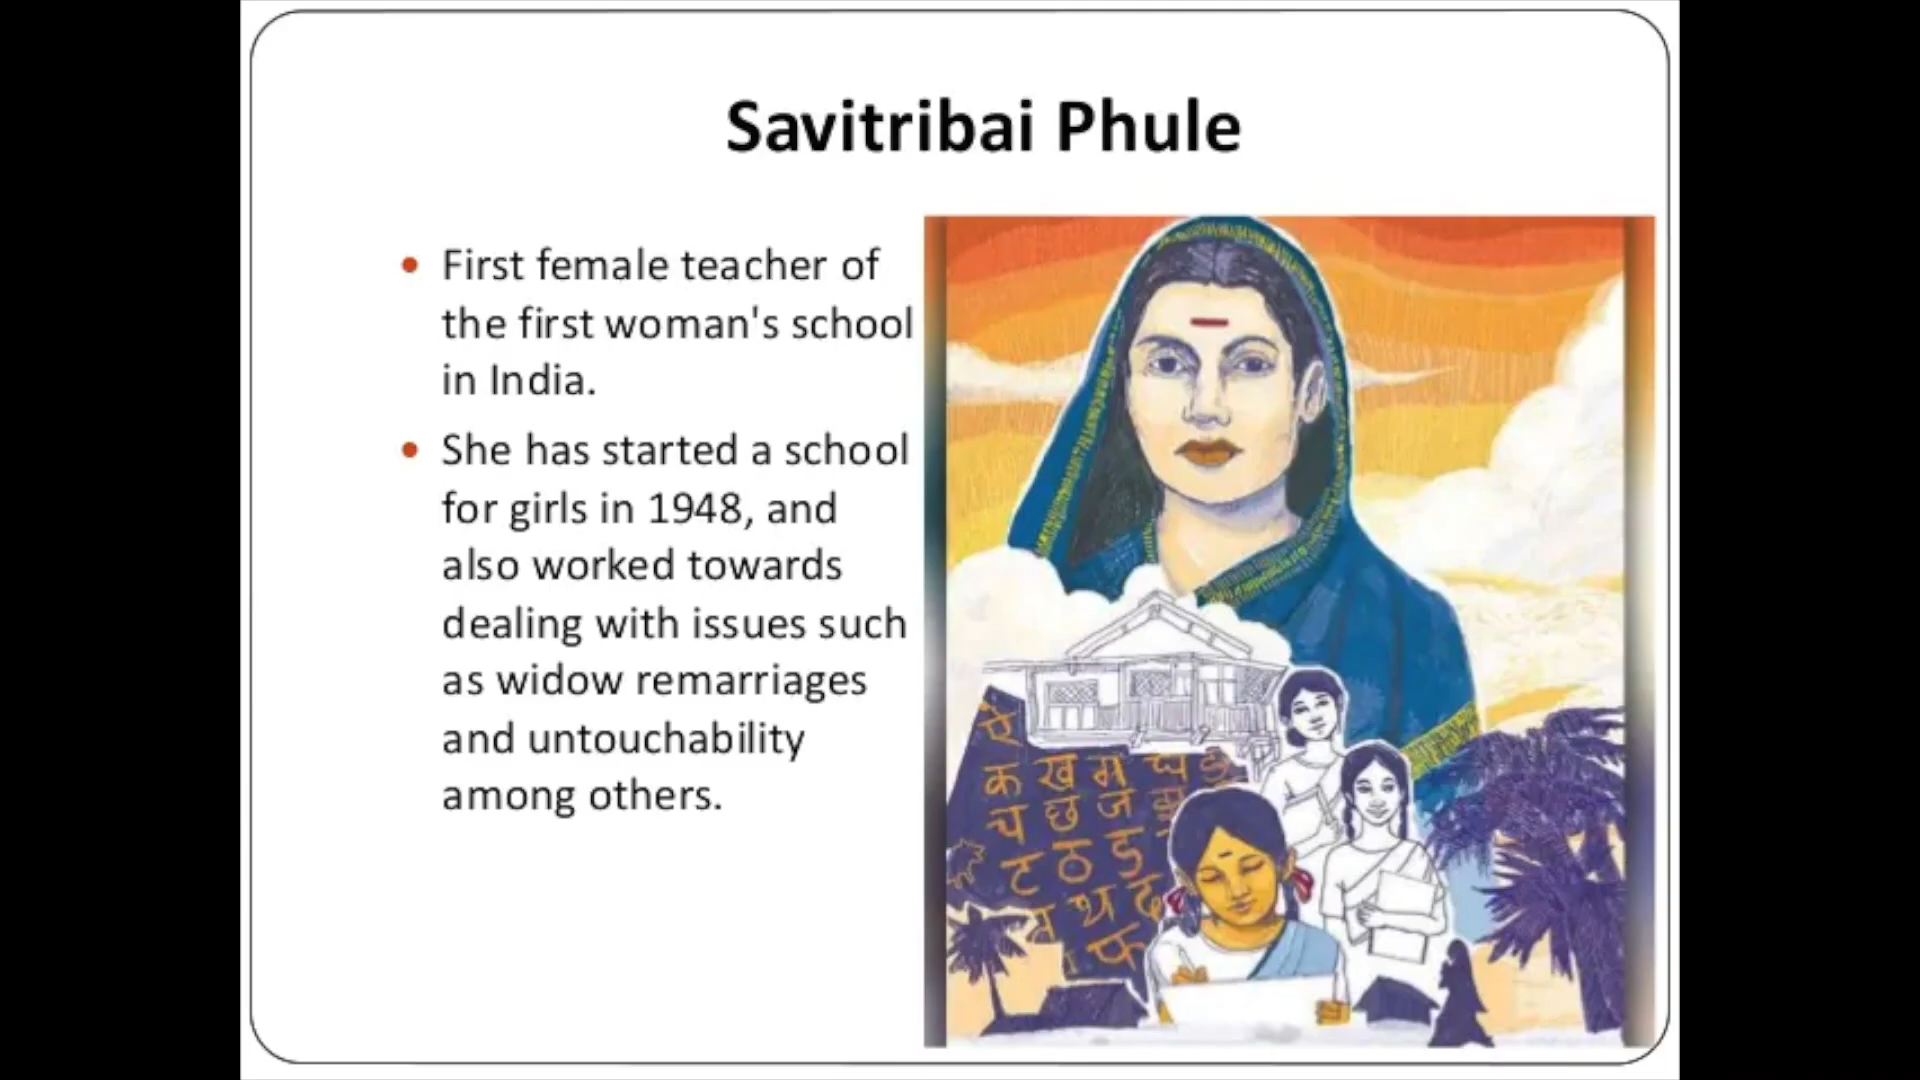 Savitribai Phule
• First female teacher of
the first woman's school
in India.
• She has started a school
for girls in 1948, and
also worked towards
dealing with issues such
as widow remarriages
and untouchability
among others.
ऐ
क ख ग घ ङ
च छ ज झ
ट ठ ड
त थ द
फ